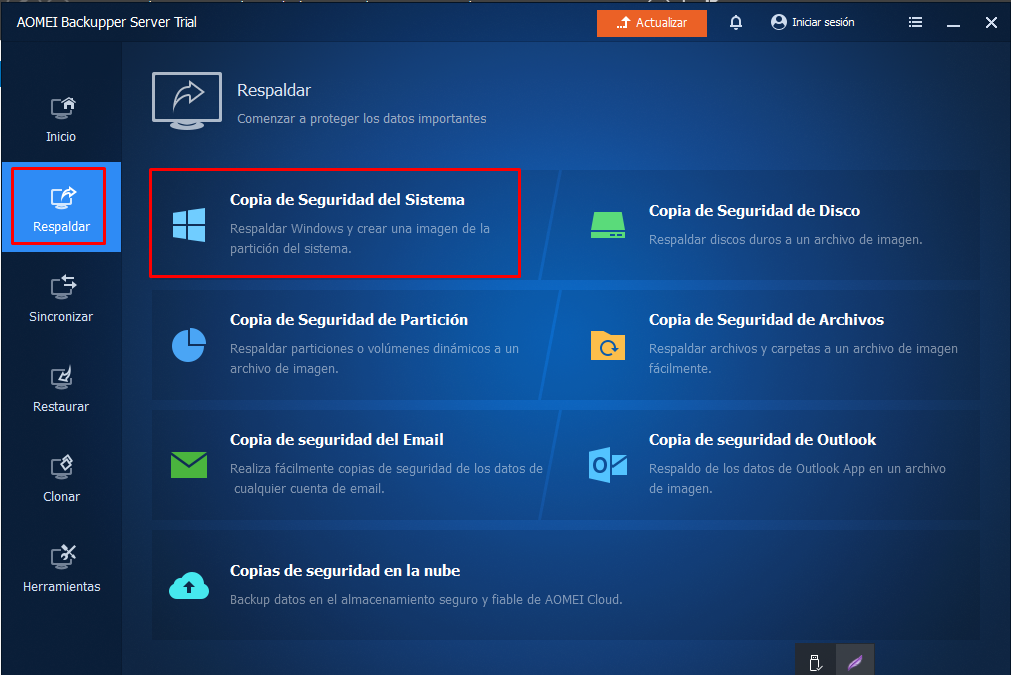 AOMEI Backupper Server Trial
Actualizar
Iniciar sesión
Inicio
Respaldar
Sincronizar
Restaurar
Clonar
Herramientas
Respaldar
Comenzar a proteger los datos importantes
Copia de Seguridad del Sistema
Respaldar Windows y crear una imagen de la
partición del sistema.
Copia de Seguridad de Disco
Respaldar discos duros a un archivo de imagen.
Copia de Seguridad de Partición
Respaldar particiones o volúmenes dinámicos a un
archivo de imagen.
Copia de Seguridad de Archivos
Respaldar archivos y carpetas a un archivo de imagen
fácilmente.
Copia de seguridad del Email
Realiza fácilmente copias de seguridad de los datos de
cualquier cuenta de email.
Copia de seguridad de Outlook
Respaldo de los datos de Outlook App en un archivo
de imagen.
Copias de seguridad en la nube
Backup datos en el almacenamiento seguro y fiable de AOMEI Cloud.